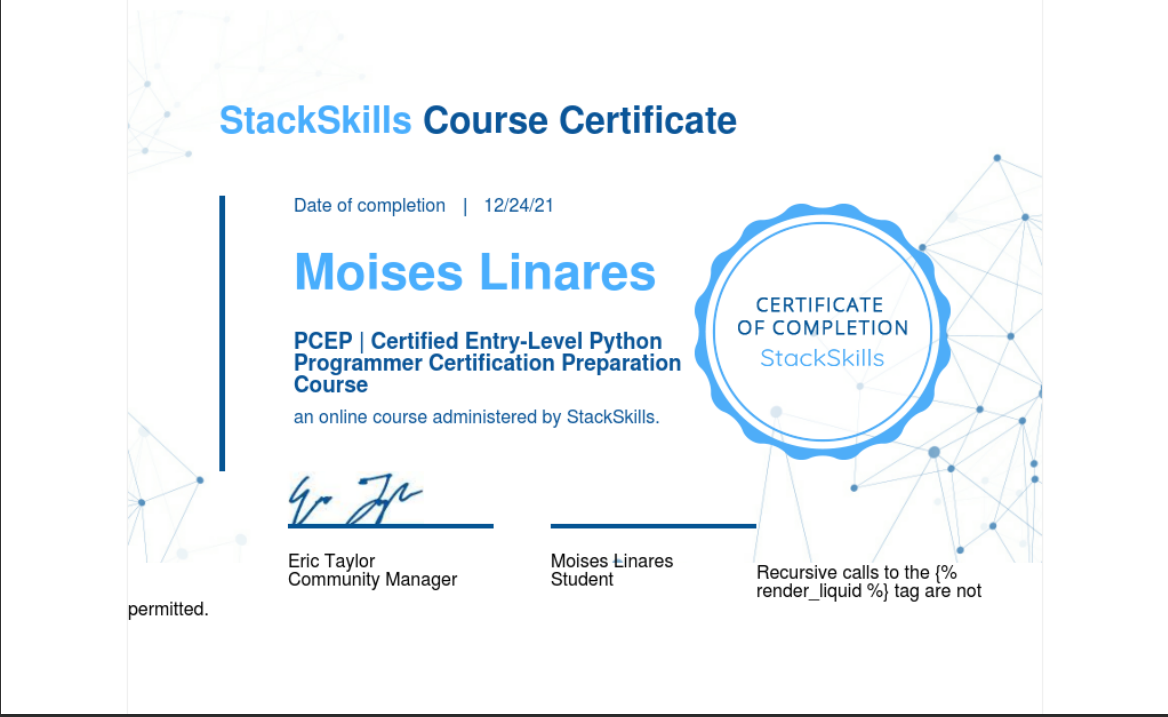 StackSkills Course Certificate
Date of completion | 12/24/21
Moises Linares
PCEP | Certified Entry-Level Python
Programmer Certification Preparation
Course
an online course administered by StackSkills.
CERTIFICATE
OF COMPLETION
StackSkills
Eric Taylor
Community Manager
Moises Linares
Student
Recursive calls to the {%
render_liquid %} tag are not
permitted.